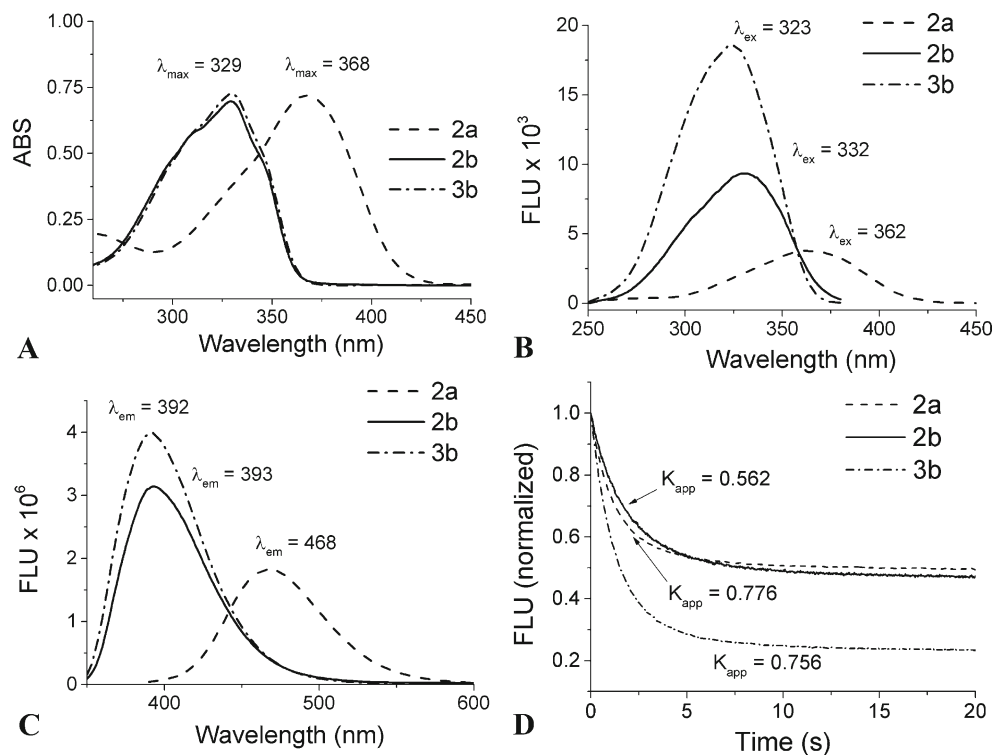 1.00
0.75
0.50
0.25
0.00
ABS
λmax = 329
λmax = 368
2a
2b
3b
300
350
400
450
Wavelength (nm)
A
20
15
10
5
0
FLU x 10³
λex = 323
λex = 332
λex = 362
2a
2b
3b
250
300
350
400
450
Wavelength (nm)
B
4
3
2
1
0
FLU x 10⁶
λem = 392
λem = 393
λem = 468
2a
2b
3b
400
500
600
Wavelength (nm)
C
1.0
0.8
0.6
0.4
0.2
FLU (normalized)
2a
2b
3b
Kapp = 0.562
Kapp = 0.776
Kapp = 0.756
0
5
10
15
20
Time (s)
D